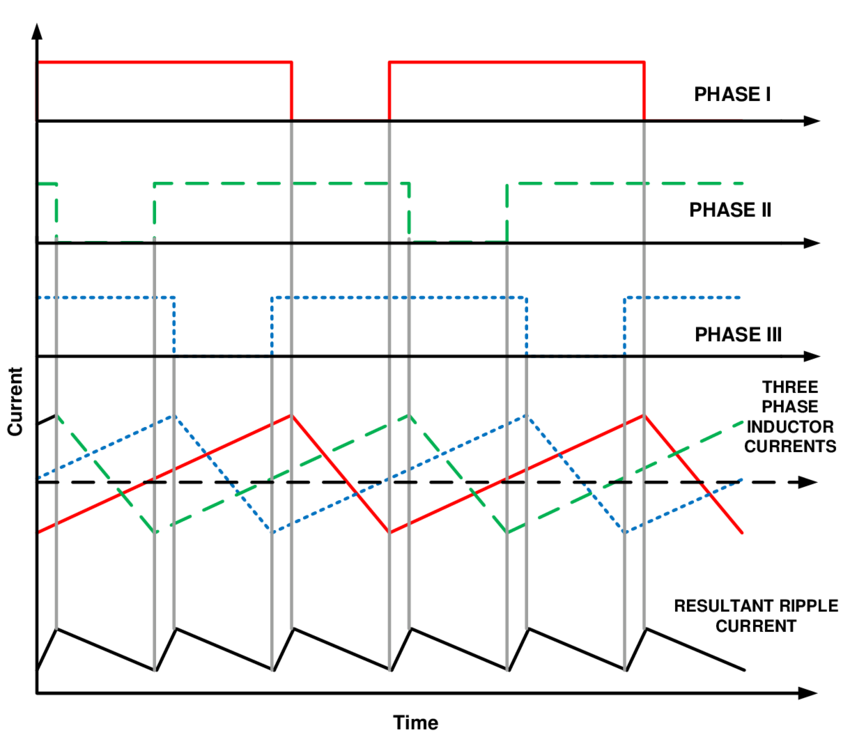 PHASE I
PHASE II
PHASE III
Current
THREE
PHASE
INDUCTOR
CURRENTS
RESULTANT RIPPLE
CURRENT
Time